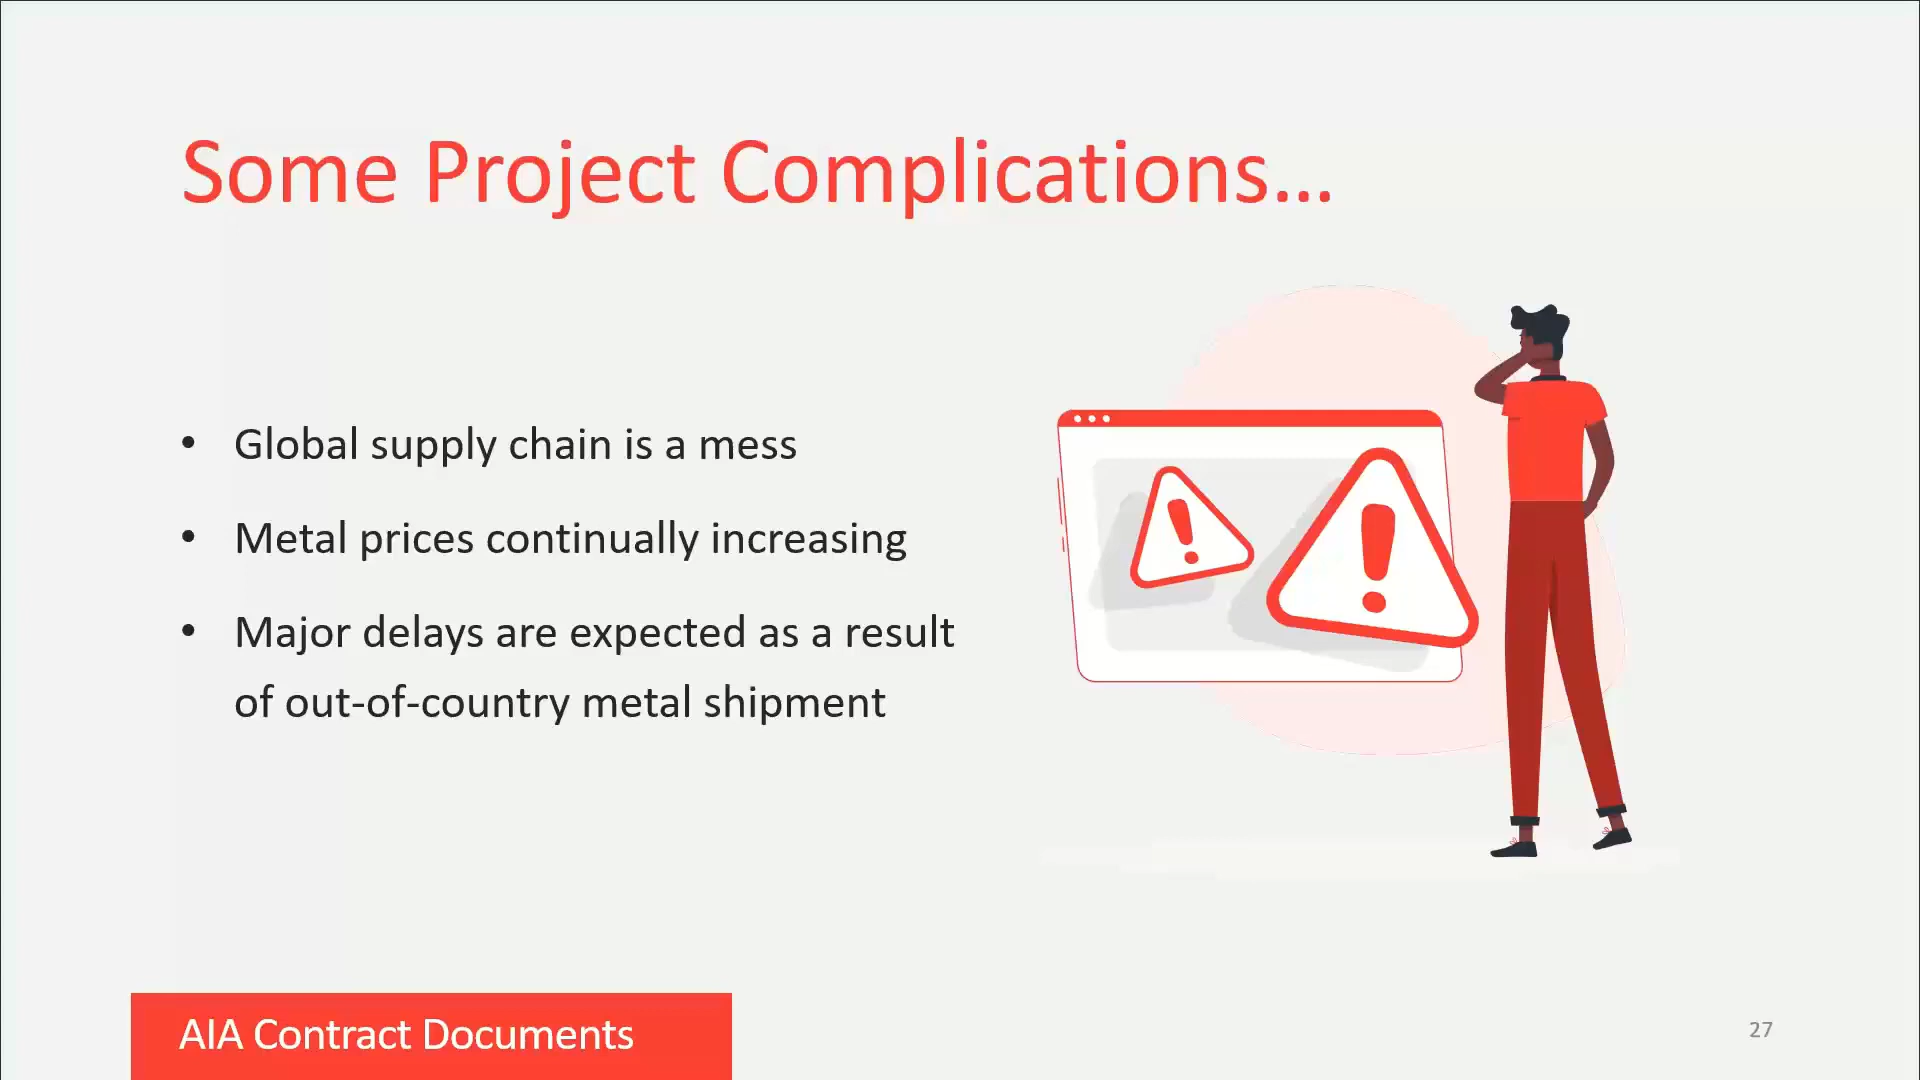 Some Project Complications...
• Global supply chain is a mess
• Metal prices continually increasing
• Major delays are expected as a result
of out-of-country metal shipment
AIA Contract Documents
27